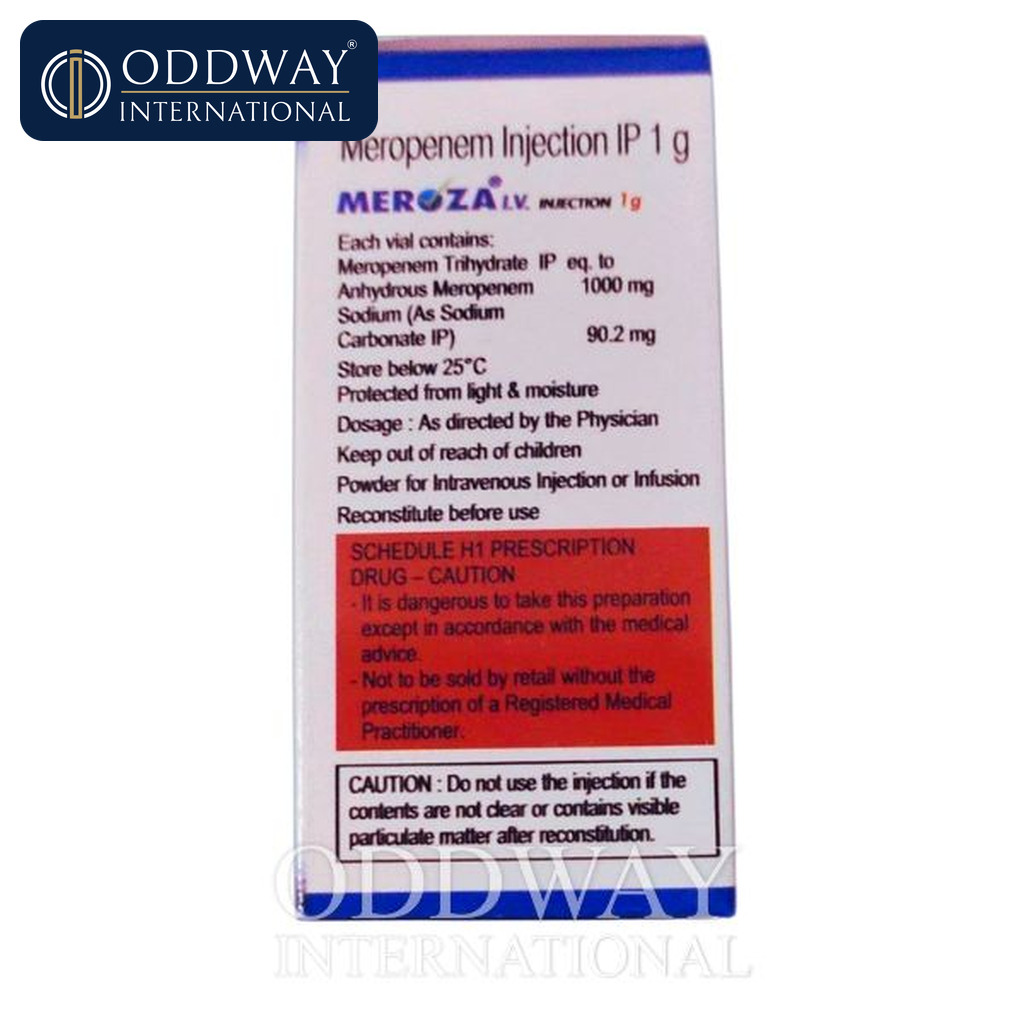 ODDWAY®
INTERNATIONAL
Meropenem Injection IP 1 g
MEROZA® I.V. INJECTION 1g
Each vial contains:
Meropenem Trihydrate IP eq. to
Anhydrous Meropenem 1000 mg
Sodium (As Sodium
Carbonate IP) 90.2 mg
Store below 25°C
Protected from light & moisture
Dosage : As directed by the Physician
Keep out of reach of children
Powder for Intravenous Injection or Infusion
Reconstitute before use
SCHEDULE H1 PRESCRIPTION
DRUG – CAUTION
- It is dangerous to take this preparation
except in accordance with the medical
advice.
- Not to be sold by retail without the
prescription of a Registered Medical
Practitioner.
CAUTION : Do not use the injection if the
contents are not clear or contains visible
particulate matter after reconstitution.
ODDWAY
INTERNATIONAL